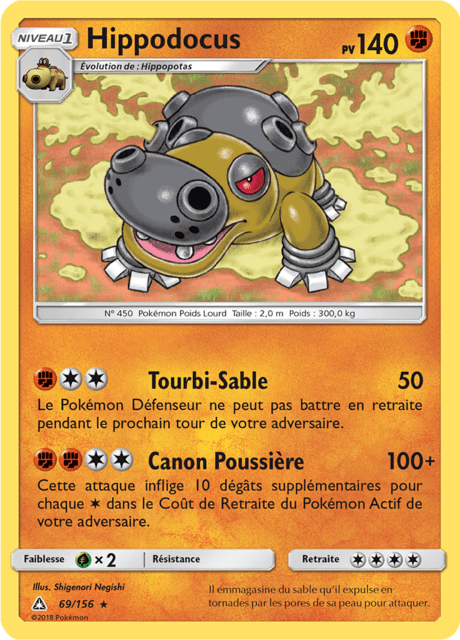 NIVEAU 1 Hippodocus PV 140
Évolution de : Hippopotas
N° 450 Pokémon Poids Lourd Taille : 2,0 m Poids : 300,0 kg
Tourbi-Sable 50
Le Pokémon Défenseur ne peut pas battre en retraite
pendant le prochain tour de votre adversaire.
Canon Poussière 100+
Cette attaque inflige 10 dégâts supplémentaires pour
chaque dans le Coût de Retraite du Pokémon Actif de
votre adversaire.
Faiblesse × 2 Résistance Retraite
Illus. Shigenori Negishi
69/156 ★
©2018 Pokémon
Il emmagasine du sable qu'il expulse en
tornades par les pores de sa peau pour attaquer.